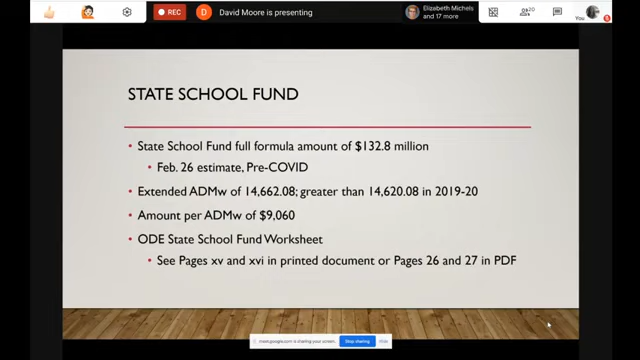 REC
D
David Moore is presenting
Elizabeth Michels
and 17 more
20
You
STATE SCHOOL FUND
• State School Fund full formula amount of $132.8 million
• Feb. 26 estimate, Pre-COVID
• Extended ADMw of 14,662.08; greater than 14,620.08 in 2019-20
• Amount per ADMw of $9,060
• ODE State School Fund Worksheet
• See Pages xv and xvi in printed document or Pages 26 and 27 in PDF
meet.google.com is sharing your screen.
Stop sharing
Hide